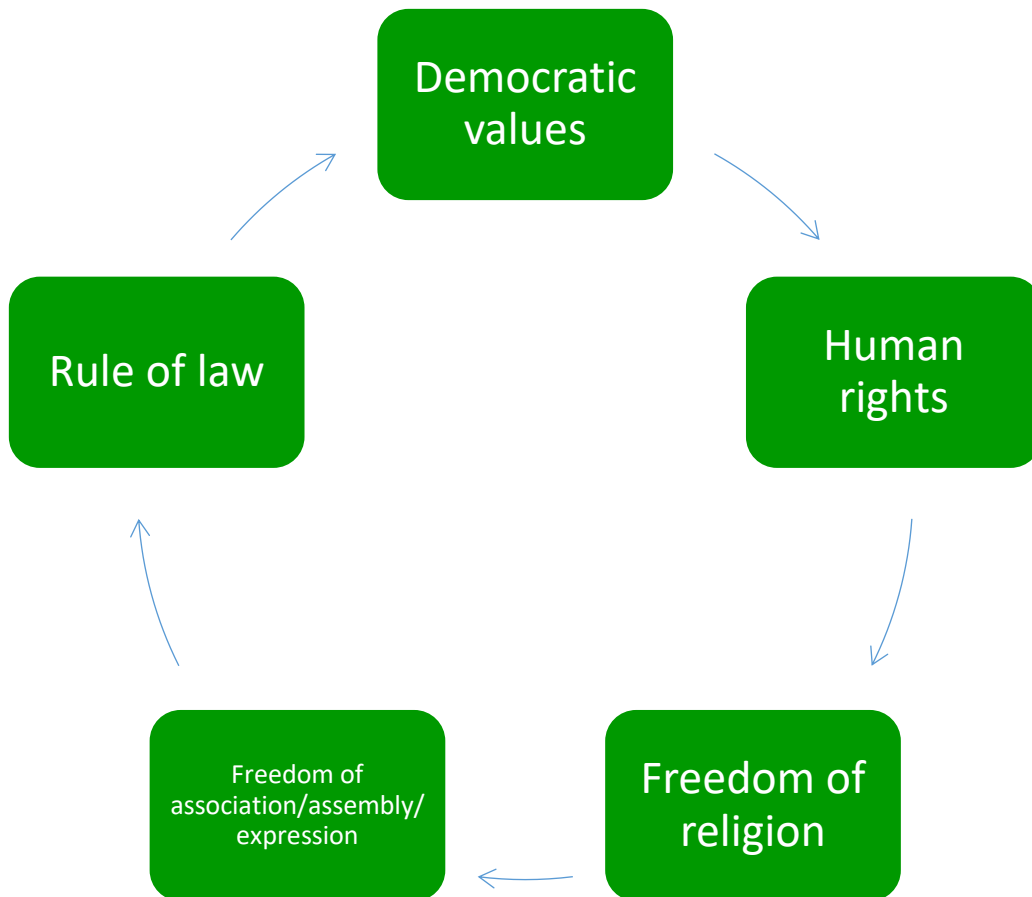 Democratic
values
Human
rights
Freedom of
religion
Freedom of
association/assembly/
expression
Rule of law